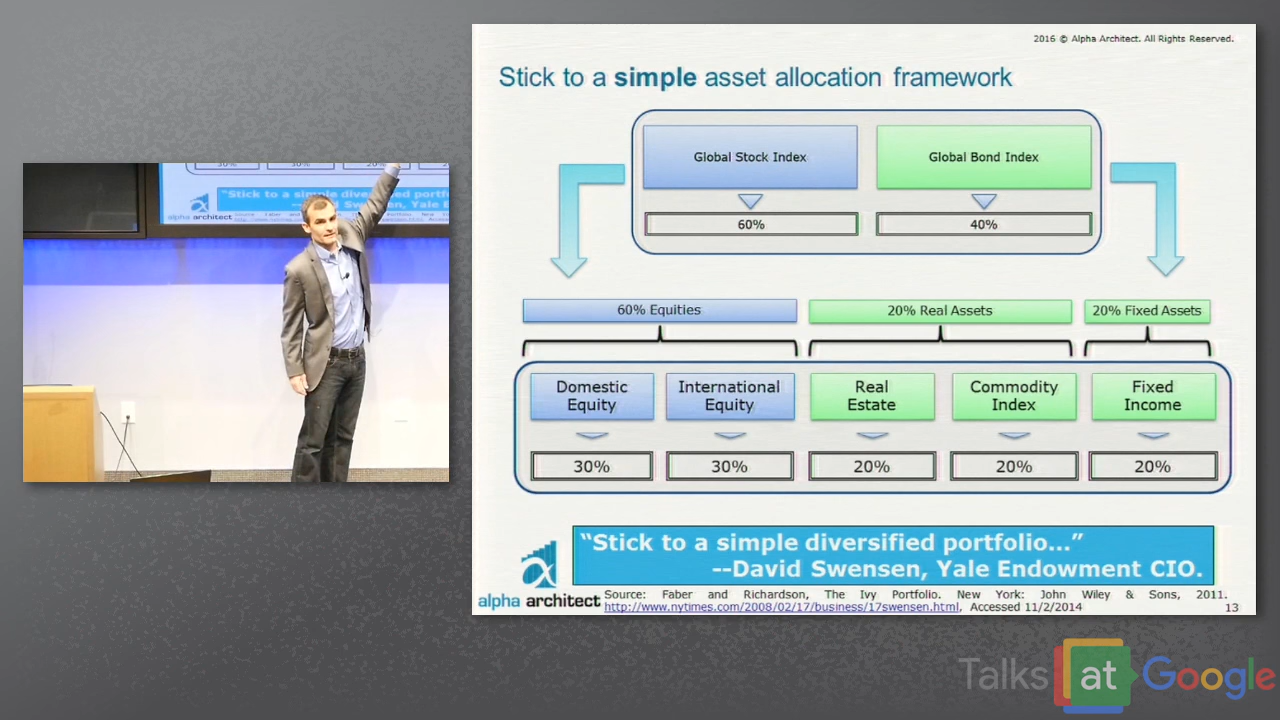 2016 © Alpha Architect. All Rights Reserved.
Stick to a simple asset allocation framework
Global Stock Index
Global Bond Index
60%
40%
60% Equities
20% Real Assets
20% Fixed Assets
Domestic
Equity
International
Equity
Real
Estate
Commodity
Index
Fixed
Income
30%
30%
20%
20%
20%
“Stick to a simple diversified portfolio...”
--David Swensen, Yale Endowment CIO.
alpha architect
Source: Faber and Richardson, The Ivy Portfolio. New York: John Wiley & Sons, 2011.
http://www.nytimes.com/2008/02/17/business/17swensen.html, Accessed 11/2/2014
13
30%
30%
20%
"Stick to a simple diversified portfo
alpha architect
Talks at Google